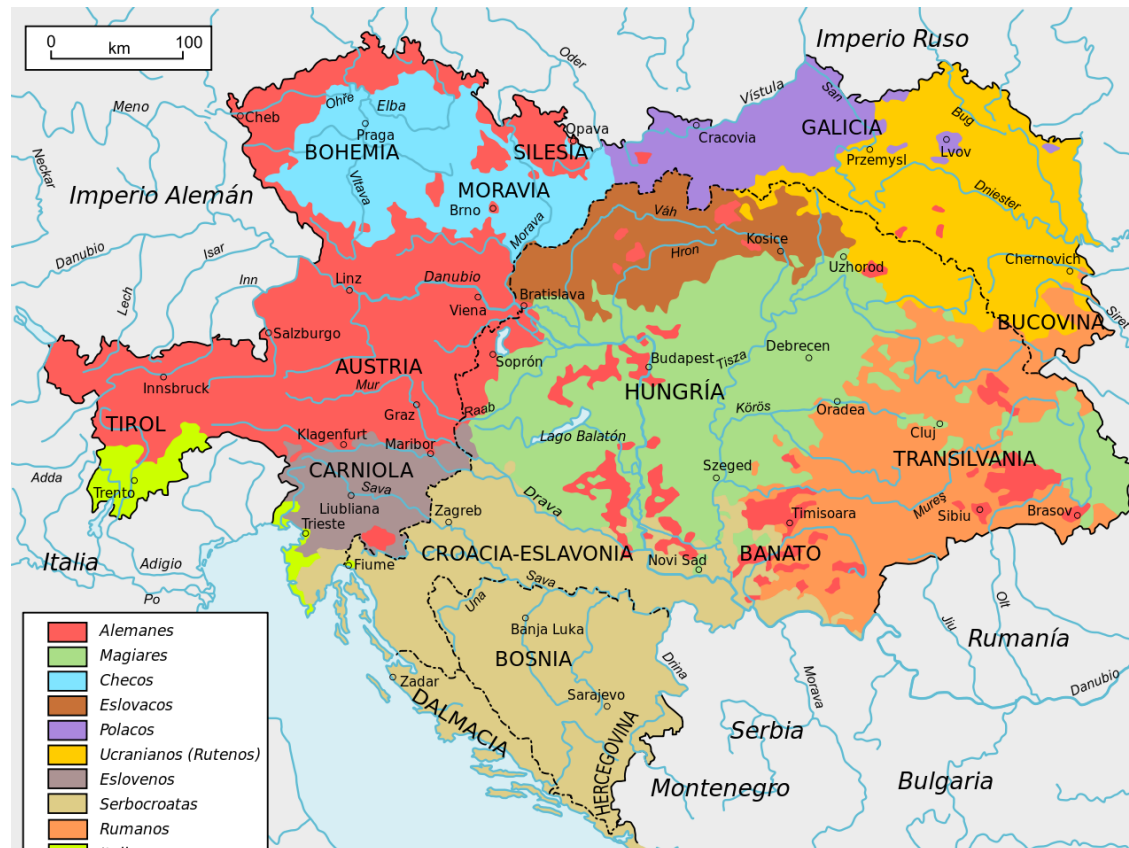 0 100
km
Imperio Ruso
Oder
Meno
Cheb
Ohře
Elba
Praga
BOHEMIA
Vltava
Opava
SILESIA
Vístula
San
GALICIA
Cracovia
Przemysl
Bug
Lvov
Dniester
Neckar
Imperio Alemán
MORAVIA
Brno
Morava
Váh
Hron
Kosice
Uzhorod
Chernovich
Siret
BUCOVINA
Danubio
Isar
Lech
Inn
Linz
Danubio
Viena
Bratislava
Salzburgo
Soprón
Budapest
Tisza
Debrecen
Innsbruck
AUSTRIA
Mur
Graz
Raab
HUNGRÍA
Körös
Oradea
TIROL
Klagenfurt
Maribor
Lago Balatón
Cluj
TRANSILVANIA
Adda
Trento
CARNIOLA
Sava
Liubliana
Trieste
Zagreb
Drava
Szeged
Mureş
Timisoara
Sibiu
Brasov
Italia
Adigio
Po
Fiume
CROACIA-ESLAVONIA
Novi Sad
BANATO
Sava
Una
Banja Luka
BOSNIA
Drina
Morava
Jiu
Olt
Rumanía
Zadar
DALMACIA
Sarajevo
HERCEGOVINA
Serbia
Danubio
Montenegro
Bulgaria
Alemanes
Magiares
Checos
Eslovacos
Polacos
Ucranianos (Rutenos)
Eslovenos
Serbocroatas
Rumanos